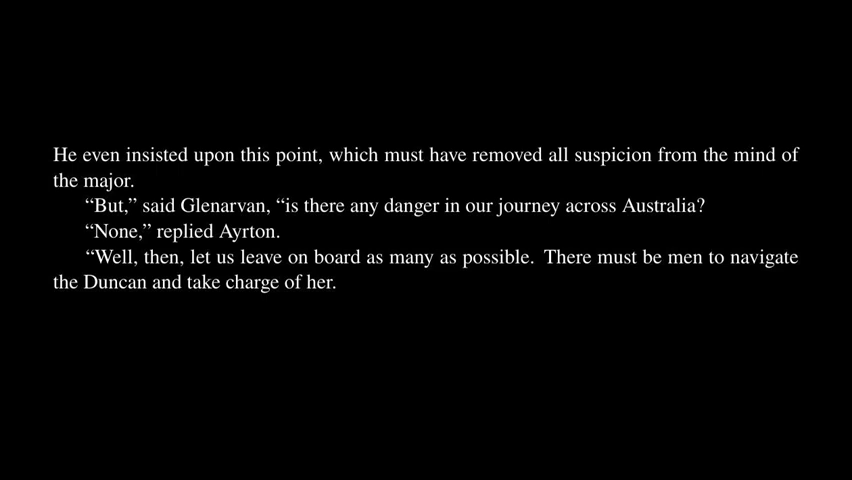 He even insisted upon this point, which must have removed all suspicion from the mind of
the major.
“But,” said Glenarvan, “is there any danger in our journey across Australia?
“None,” replied Ayrton.
“Well, then, let us leave on board as many as possible. There must be men to navigate
the Duncan and take charge of her.